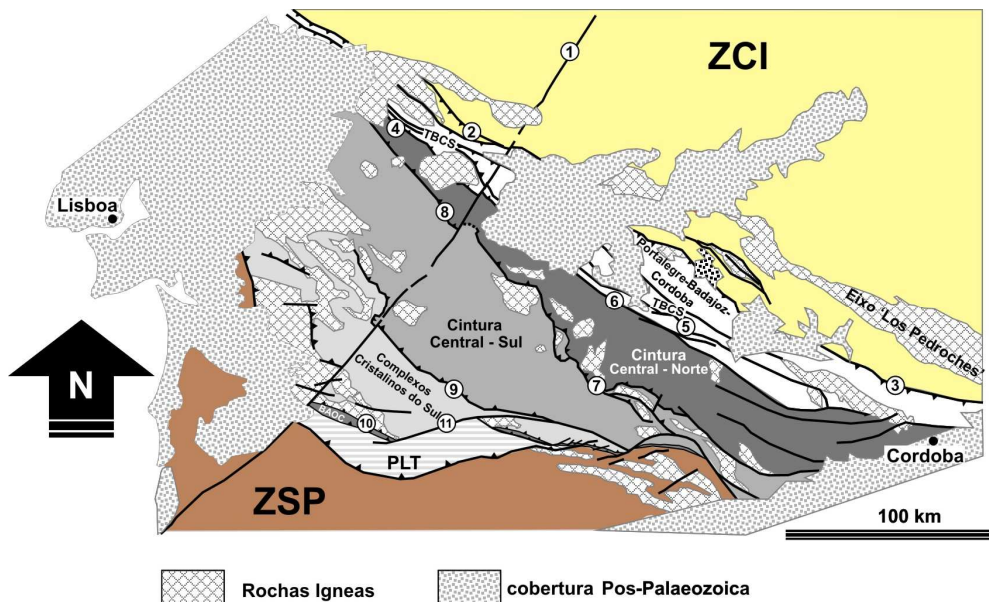 1
ZCI
2
4
TBCS
Lisboa
8
Portalegre-Badajoz-
Cordoba
TBCS
6
5
Eixo 'Los Pedroches'
N
Cintura
Central - Sul
Cintura
Central - Norte
Complexos
Cristalinos do Sul
9
7
3
BAOC
10
11
PLT
Cordoba
ZSP
100 km
Rochas Igneas
cobertura Pos-Palaeozoica